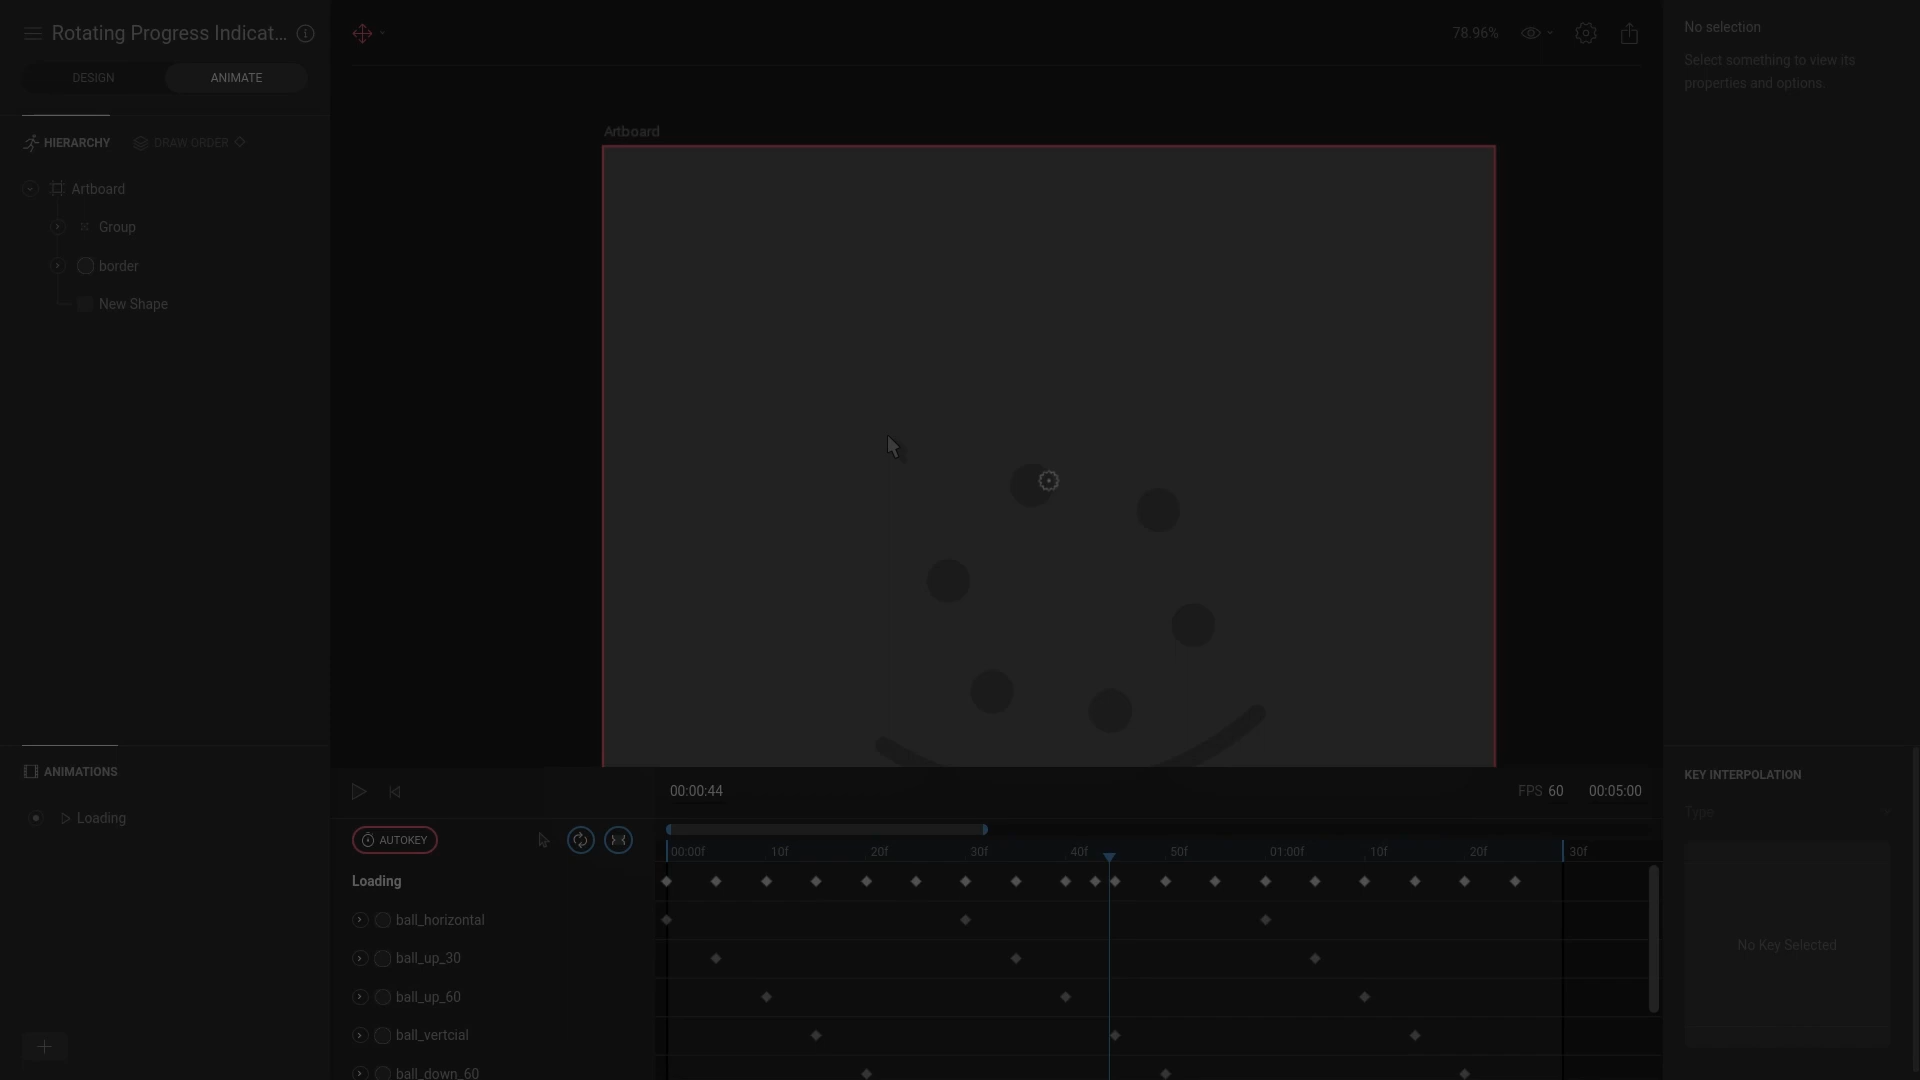 Rotating Progress Indicat...
DESIGN
ANIMATE
78.96%
No selection
Select something to view its
properties and options.
HIERARCHY
DRAW ORDER
Artboard
Group
border
New Shape
Artboard
ANIMATIONS
Loading
00:00:44
FPS 60
00:05:00
KEY INTERPOLATION
Type
No Key Selected
AUTOKEY
00:00f 10f 20f 30f 40f 50f 01:00f 10f 20f 30f
Loading
ball_horizontal
ball_up_30
ball_up_60
ball_vertcial
ball_down_60